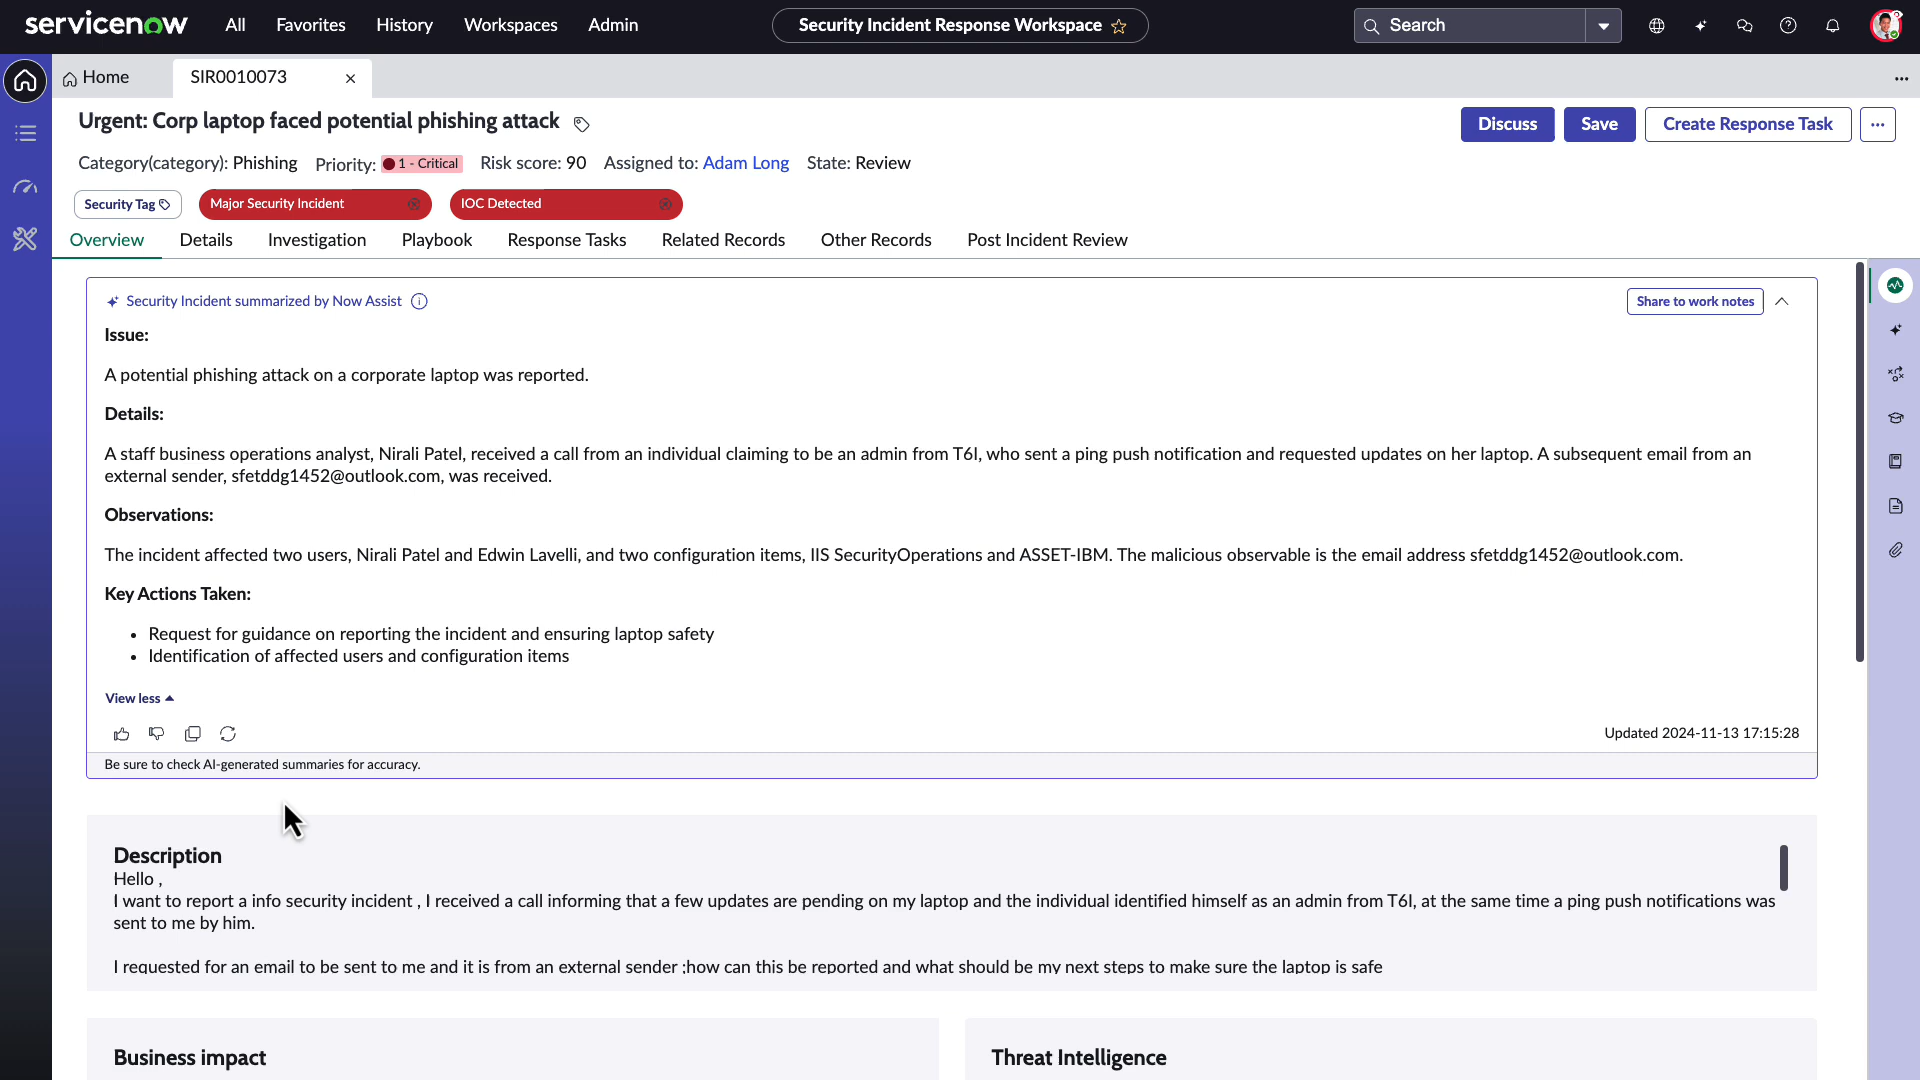 servicenow All Favorites History Workspaces Admin Security Incident Response Workspace Search
Home SIR0010073
Urgent: Corp laptop faced potential phishing attack Discuss Save Create Response Task
Category(category): Phishing Priority: 1 - Critical Risk score: 90 Assigned to: Adam Long State: Review
Security Tag Major Security Incident IOC Detected
Overview Details Investigation Playbook Response Tasks Related Records Other Records Post Incident Review
Security Incident summarized by Now Assist Share to work notes
Issue:
A potential phishing attack on a corporate laptop was reported.
Details:
A staff business operations analyst, Nirali Patel, received a call from an individual claiming to be an admin from T6I, who sent a ping push notification and requested updates on her laptop. A subsequent email from an
external sender, sfetddg1452@outlook.com, was received.
Observations:
The incident affected two users, Nirali Patel and Edwin Lavelli, and two configuration items, IIS SecurityOperations and ASSET-IBM. The malicious observable is the email address sfetddg1452@outlook.com.
Key Actions Taken:
• Request for guidance on reporting the incident and ensuring laptop safety
• Identification of affected users and configuration items
View less
Updated 2024-11-13 17:15:28
Be sure to check AI-generated summaries for accuracy.
Description
Hello ,
I want to report a info security incident , I received a call informing that a few updates are pending on my laptop and the individual identified himself as an admin from T6I, at the same time a ping push notifications was
sent to me by him.
I requested for an email to be sent to me and it is from an external sender ;how can this be reported and what should be my next steps to make sure the laptop is safe
Business impact Threat Intelligence